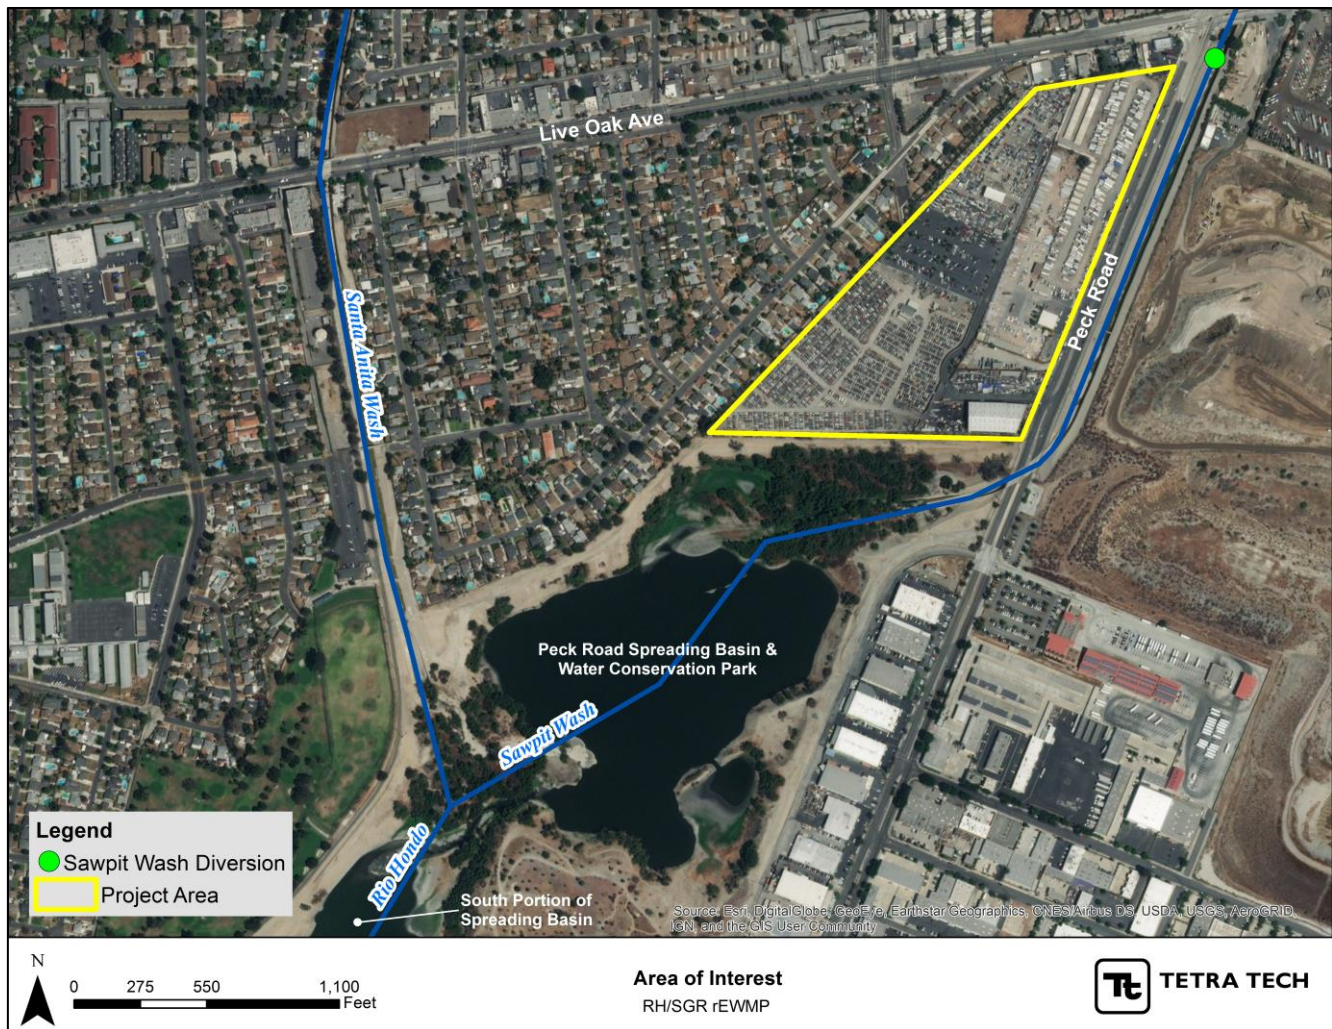 Live Oak Ave
Peck Road
Santa Anita Wash
Peck Road Spreading Basin &
Water Conservation Park
Sawpit Wash
Rio Hondo
South Portion of
Spreading Basin
Legend
Sawpit Wash Diversion
Project Area
Source: Esri, DigitalGlobe, GeoEye, Earthstar Geographics, CNES/Airbus DS, USDA, USGS, AeroGRID,
IGN, and the GIS User Community
N
0 275 550 1,100
Feet
Area of Interest
RH/SGR rEWMP
Tt TETRA TECH